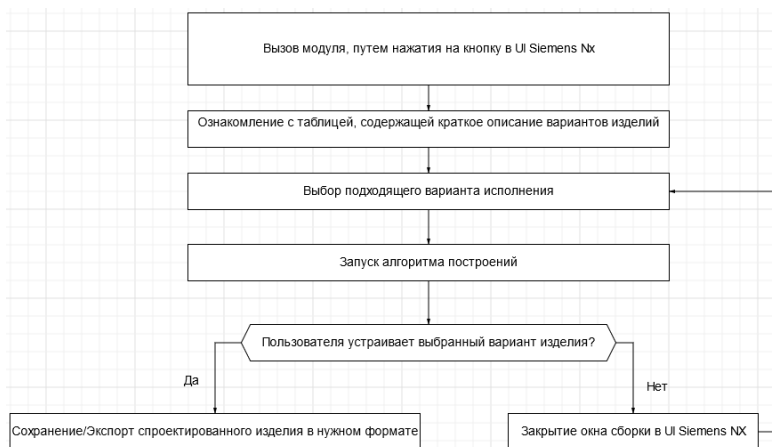 Вызов модуля, путем нажатия на кнопку в UI Siemens Nx
Ознакомление с таблицей, содержащей краткое описание вариантов изделий
Выбор подходящего варианта исполнения
Запуск алгоритма построений
Пользователя устраивает выбранный вариант изделия?
Да
Нет
Сохранение/Экспорт спроектированного изделия в нужном формате
Закрытие окна сборки в UI Siemens NX